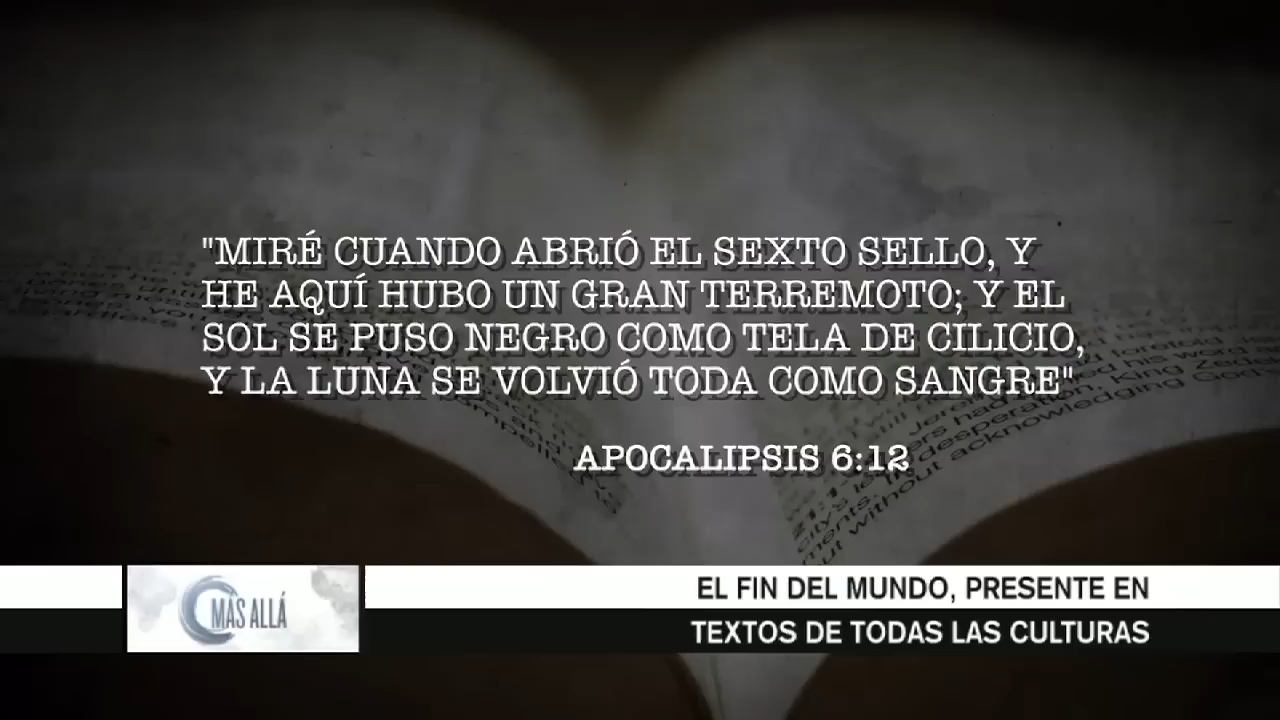 "MIRÉ CUANDO ABRIÓ EL SEXTO SELLO, Y
HE AQUÍ HUBO UN GRAN TERREMOTO; Y EL
SOL SE PUSO NEGRO COMO TELA DE CILICIO,
Y LA LUNA SE VOLVIÓ TODA COMO SANGRE"
APOCALIPSIS 6:12
MÁS ALLÁ
EL FIN DEL MUNDO, PRESENTE EN
TEXTOS DE TODAS LAS CULTURAS